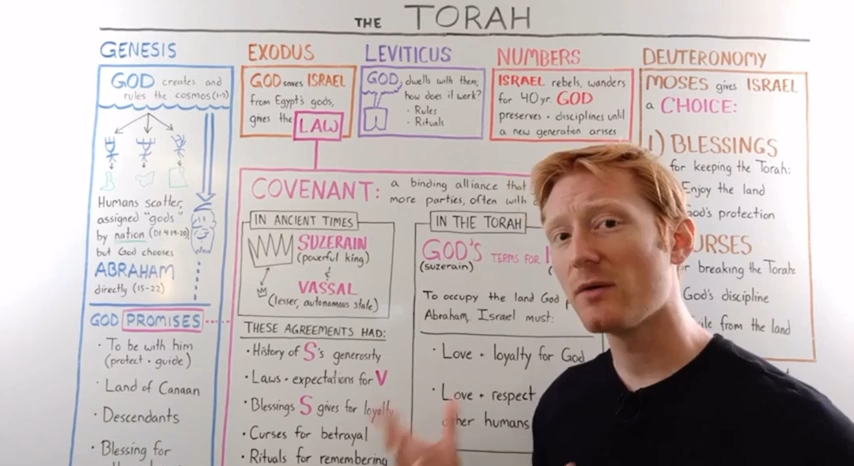 THE TORAH
GENESIS
GOD creates and
rules the cosmos (1-11)
Humans scatter,
assigned "gods"
by nation
but God chooses
ABRAHAM
directly (15-22)
GOD PROMISES
• To be with him
(protect + guide)
• Land of Canaan
• Descendants
• Blessing for
EXODUS
GOD saves ISRAEL
from Egypt's gods,
gives the LAW
LEVITICUS
GOD dwells with them,
how does it work?
• Rules
• Rituals
NUMBERS
ISRAEL rebels, wanders
for 40 yr. GOD
preserves + disciplines until
a new generation arises
DEUTERONOMY
MOSES gives ISRAEL
a CHOICE:
1) BLESSINGS
for keeping the Torah:
Enjoy the land
God's protection
CURSES
breaking the Torah
God's discipline
from the land
COVENANT: a binding alliance that
more parties, often with
IN ANCIENT TIMES
SUZERAIN
(powerful king)
&
VASSAL
(lesser, autonomous state)
THESE AGREEMENTS HAD:
• History of S's generosity
• Laws + expectations for V
• Blessings S gives for loyalty
• Curses for betrayal
• Rituals for remembering
IN THE TORAH
GOD'S TERMS FOR
(suzerain)
To occupy the land God
Abraham, Israel must:
• Love + loyalty for God
• Love + respect
other humans